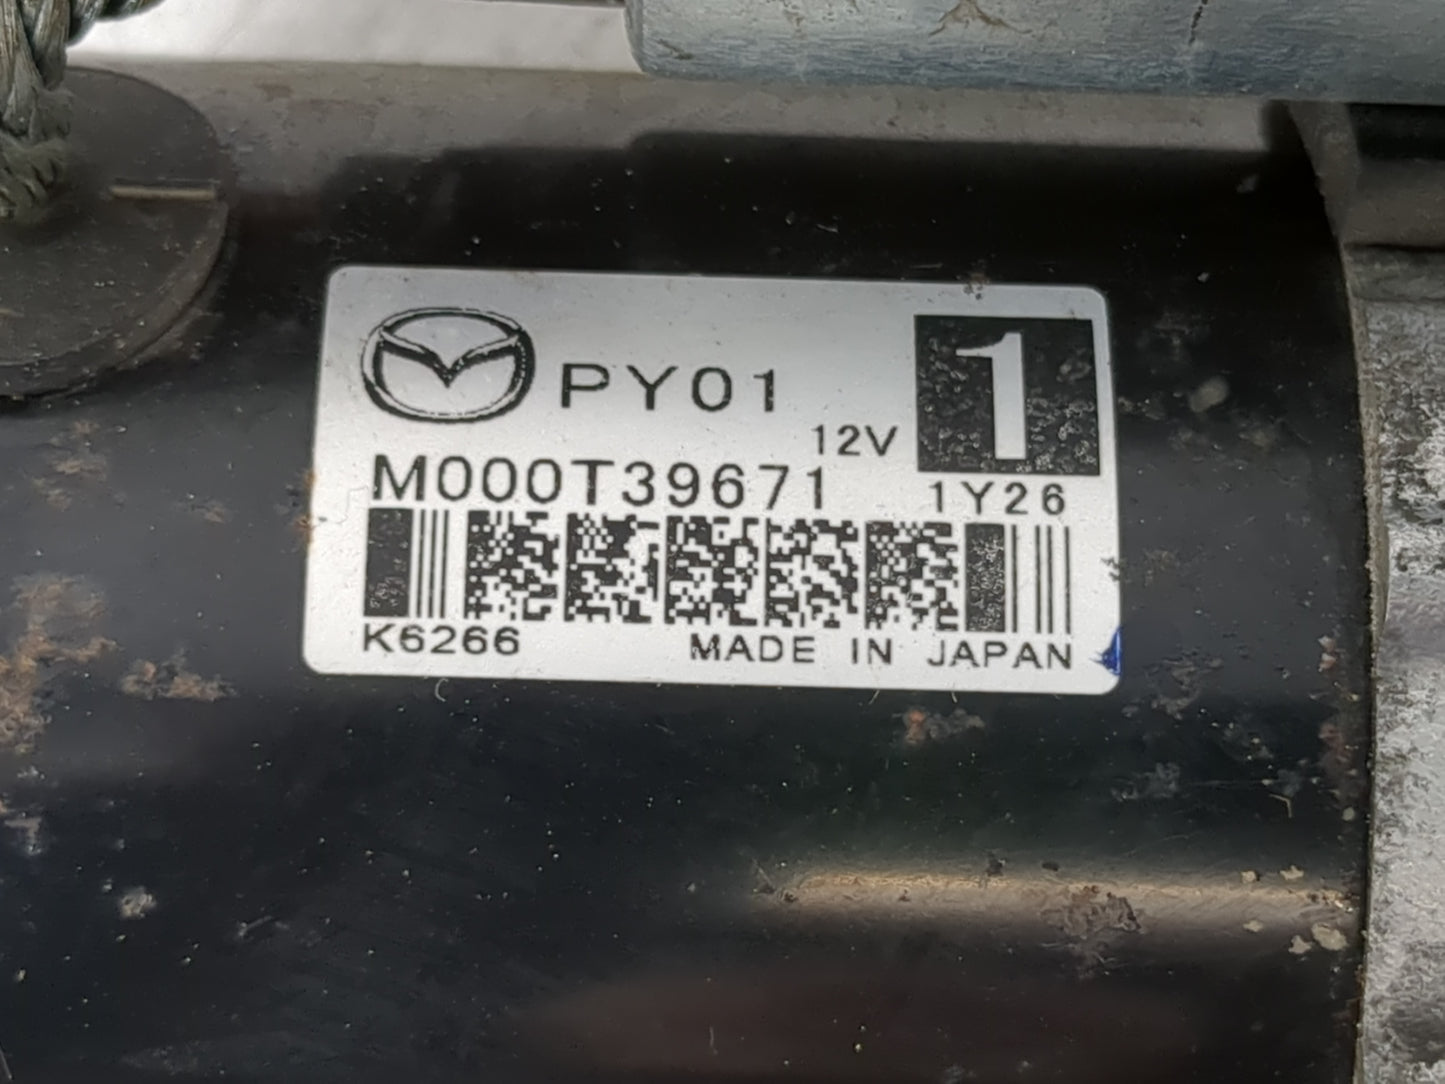 PY01
1
12V
M000T39671
1Y26
K6266
MADE IN JAPAN